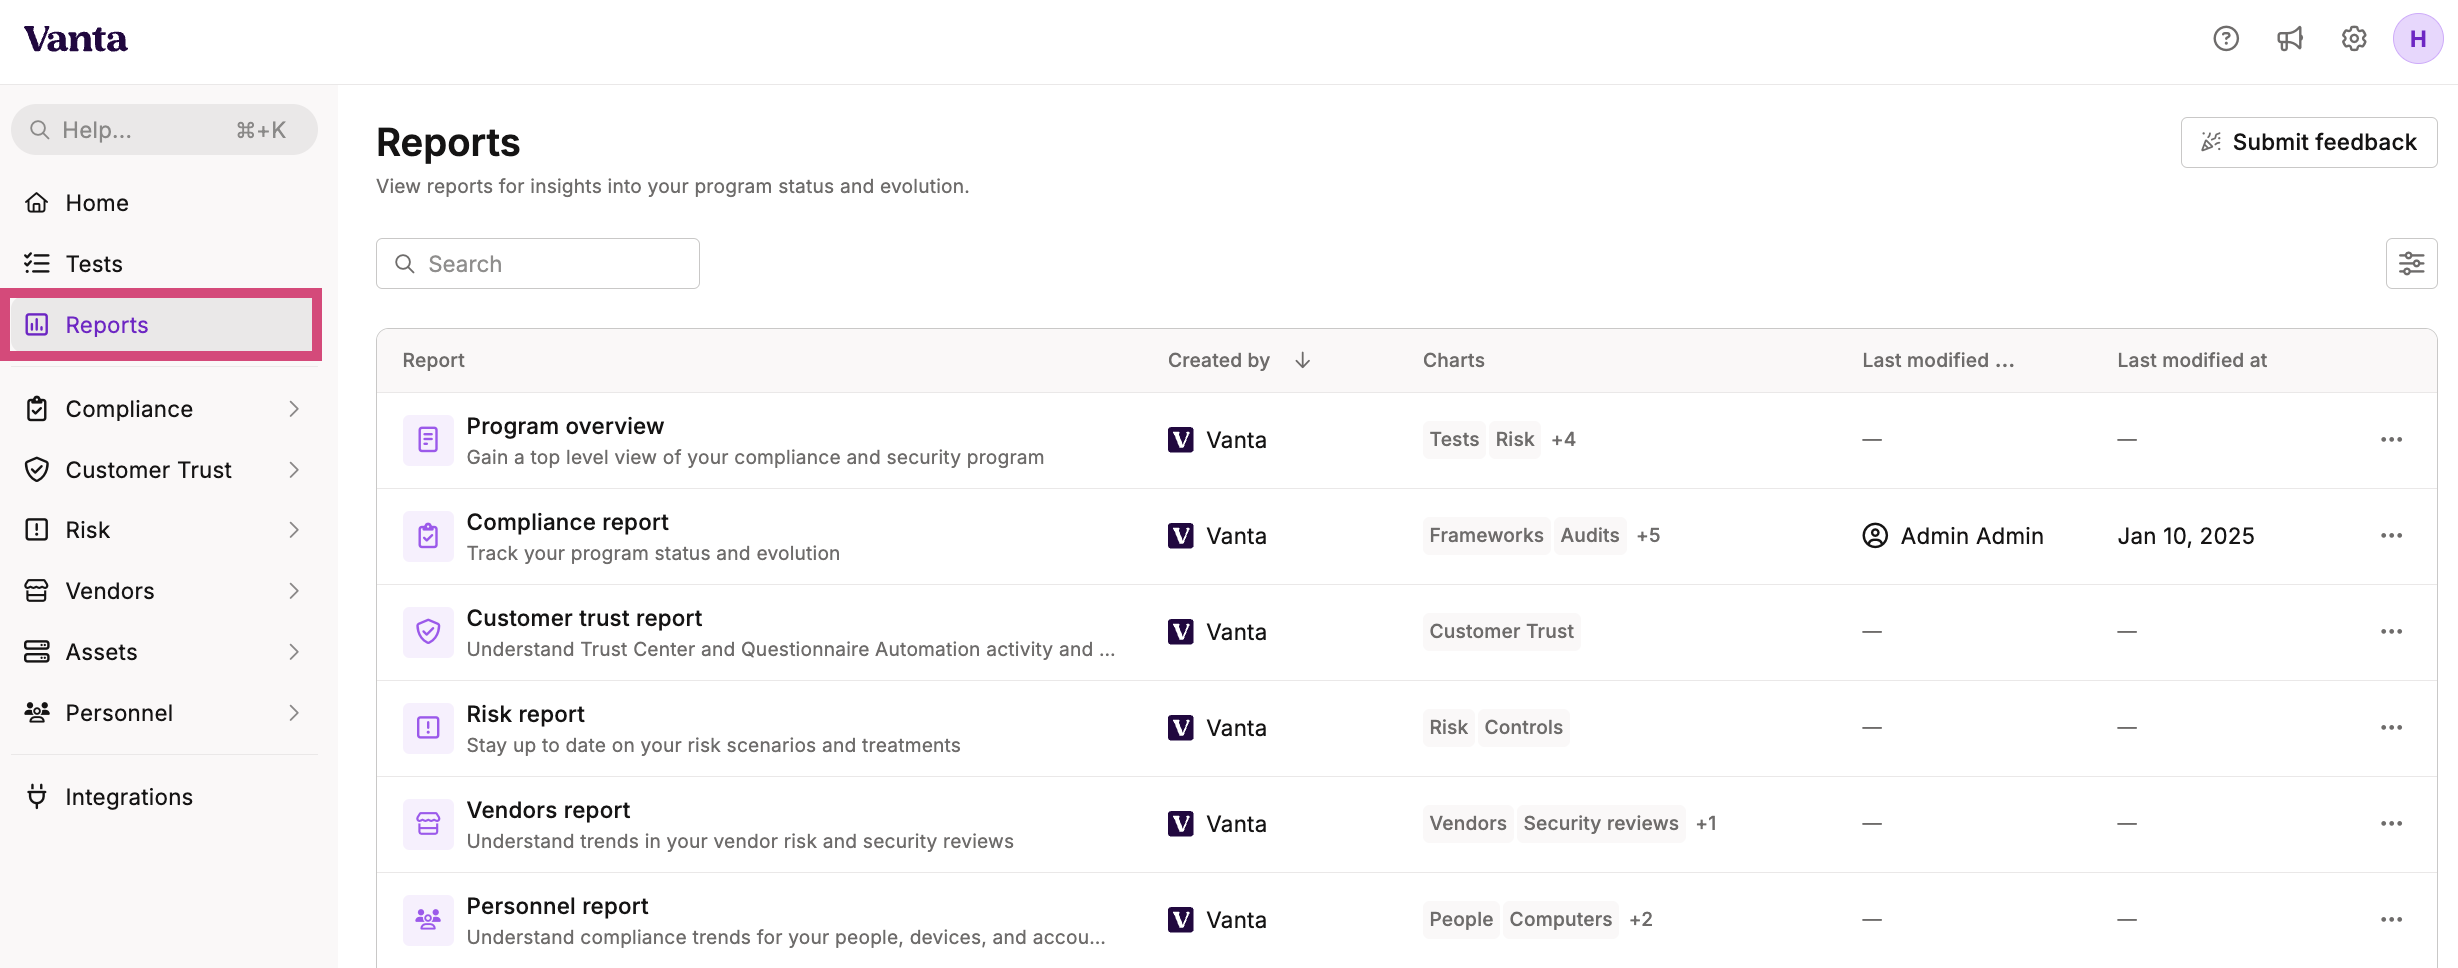 Vanta
H
Help... ⌘+K
Home
Tests
Reports
Compliance
Customer Trust
Risk
Vendors
Assets
Personnel
Integrations
Reports
Submit feedback
View reports for insights into your program status and evolution.
Search
Report Created by Charts Last modified ... Last modified at
Program overview
Gain a top level view of your compliance and security program
Vanta Tests Risk +4 — —
Compliance report
Track your program status and evolution
Vanta Frameworks Audits +5 Admin Admin Jan 10, 2025
Customer trust report
Understand Trust Center and Questionnaire Automation activity and ...
Vanta Customer Trust — —
Risk report
Stay up to date on your risk scenarios and treatments
Vanta Risk Controls — —
Vendors report
Understand trends in your vendor risk and security reviews
Vanta Vendors Security reviews +1 — —
Personnel report
Understand compliance trends for your people, devices, and accou...
Vanta People Computers +2 — —